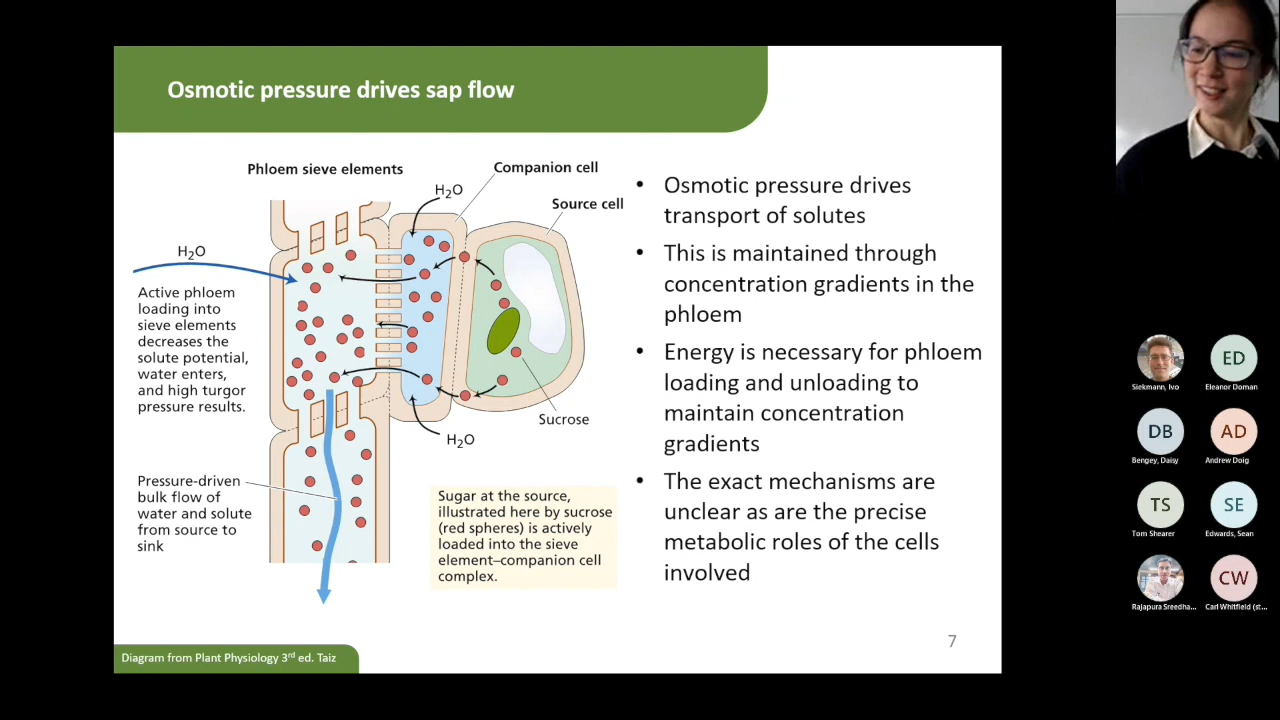 Osmotic pressure drives sap flow
Phloem sieve elements
Companion cell
Source cell
H₂O
H₂O
Active phloem
loading into
sieve elements
decreases the
solute potential,
water enters,
and high turgor
pressure results.
Sucrose
H₂O
Pressure-driven
bulk flow of
water and solute
from source to
sink
Sugar at the source,
illustrated here by sucrose
(red spheres) is actively
loaded into the sieve
element–companion cell
complex.
• Osmotic pressure drives
transport of solutes
• This is maintained through
concentration gradients in the
phloem
• Energy is necessary for phloem
loading and unloading to
maintain concentration
gradients
• The exact mechanisms are
unclear as are the precise
metabolic roles of the cells
involved
7
Diagram from Plant Physiology 3rd ed. Taiz
Siekmann, Ivo
ED
Eleanor Doman
DB
Bengey, Daisy
AD
Andrew Doig
TS
Tom Shearer
SE
Edwards, Sean
Rajapura Sreedha...
CW
Carl Whitfield (st...